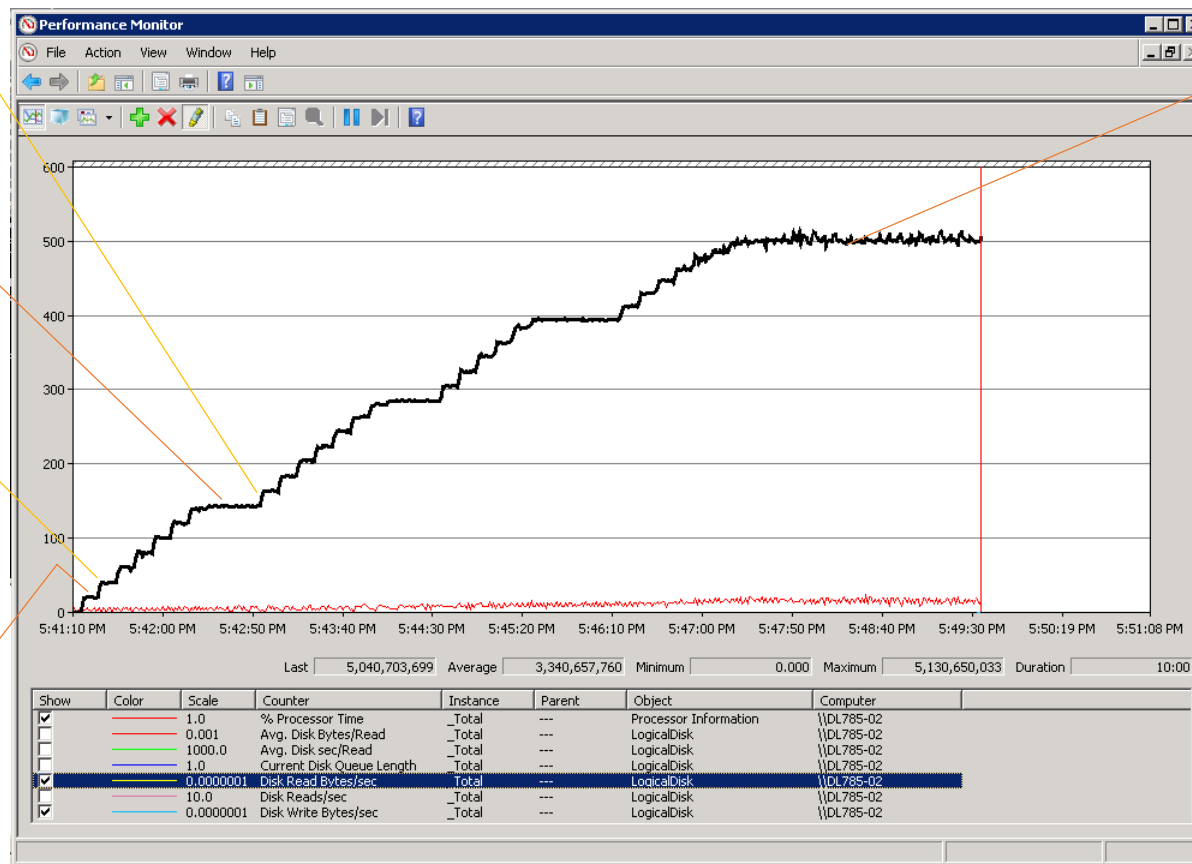 Performance Monitor
File Action View Window Help
600
500
400
300
200
100
0
5:41:10 PM 5:42:00 PM 5:42:50 PM 5:43:40 PM 5:44:30 PM 5:45:20 PM 5:46:10 PM 5:47:00 PM 5:47:50 PM 5:48:40 PM 5:49:30 PM 5:50:19 PM 5:51:08 PM
Last 5,040,703,699 Average 3,340,657,760 Minimum 0.000 Maximum 5,130,650,033 Duration 10:00
Show Color Scale Counter Instance Parent Object Computer
1.0 % Processor Time _Total --- Processor Information \\DL785-02
0.001 Avg. Disk Bytes/Read _Total --- LogicalDisk \\DL785-02
1000.0 Avg. Disk sec/Read _Total --- LogicalDisk \\DL785-02
1.0 Current Disk Queue Length _Total --- LogicalDisk \\DL785-02
0.0000001 Disk Read Bytes/sec _Total --- LogicalDisk \\DL785-02
10.0 Disk Reads/sec _Total --- LogicalDisk \\DL785-02
0.0000001 Disk Write Bytes/sec _Total --- LogicalDisk \\DL785-02